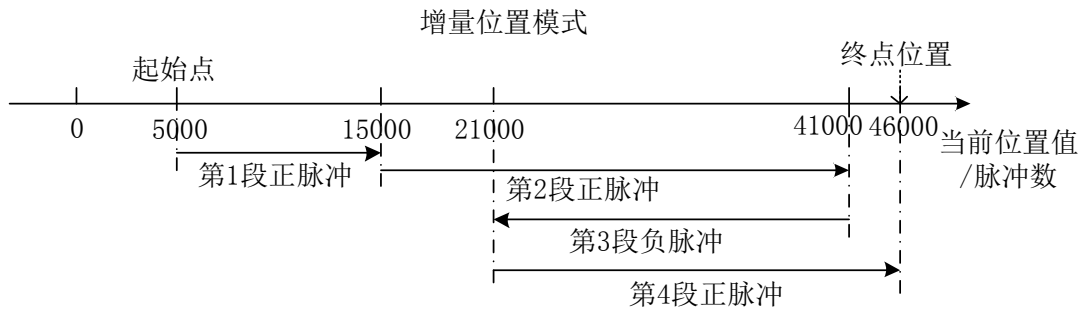 增量位置模式
起始点
终点位置
0
5000
15000
21000
41000
46000
当前位置值
/脉冲数
第1段正脉冲
第2段正脉冲
第3段负脉冲
第4段正脉冲